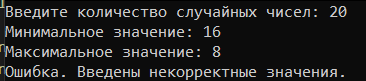 Введите количество случайных чисел: 20
Минимальное значение: 16
Максимальное значение: 8
Ошибка. Введены некорректные значения.